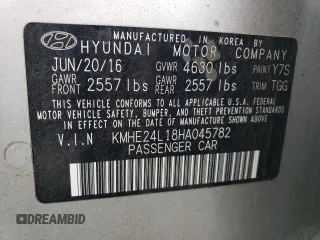 MANUFACTURED IN KOREA BY
HYUNDAI MOTOR COMPANY
JUN/20/16 GVWR 4630 lbs PAINT Y7S
GAWR FRONT 2557 lbs GAWR REAR 2557 lbs TRIM TGG
THIS VEHICLE CONFORMS TO ALL APPLICABLE FEDERAL
MOTOR VEHICLE SAFETY, BUMPER, AND THEFT PREVENTION
STANDARDS IN EFFECT ON THE DATE OF MANUFACTURE
SHOWN ABOVE.
V.I.N KMHE24L18HA045782
PASSENGER CAR
© DREAMBID
DREAMBID